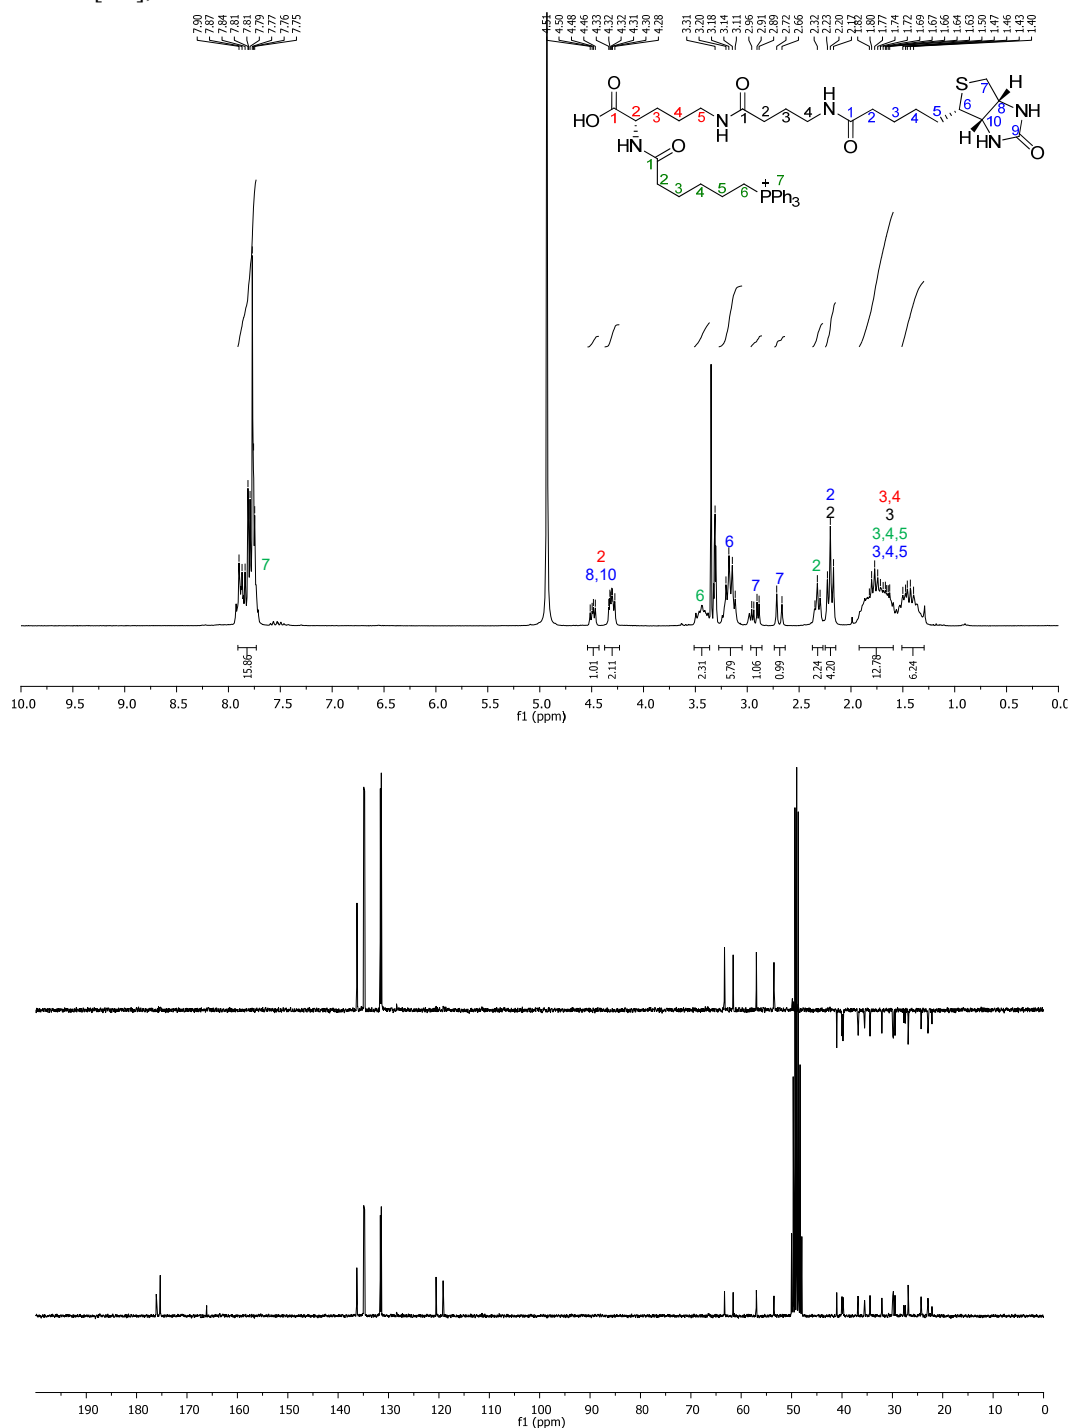 7.90 7.87 7.84 7.81 7.81 7.79 7.77 7.76 7.75 4.51 4.50 4.48 4.46 4.33 4.32 4.32 4.31 4.30 4.28 3.31 3.20 3.18 3.14 3.11 2.96 2.91 2.89 2.72 2.66 2.32 2.23 2.20 2.17 1.82 1.80 1.77 1.74 1.72 1.69 1.67 1.66 1.64 1.63 1.50 1.47 1.46 1.43 1.40
O O H S 7 H
HO 1 2 3 4 5 N H 1 2 3 4 HN 1 2 3 4 5 6 8 NH
O H 10 NH 9 O
HN O
1 2 3 4 5 6 +PPh3 7
2 3,4
2 3
6 3,4,5
2 7 7 2 3,4,5
7 8,10 6
15.86 1.01 2.11 2.31 5.79 1.06 0.99 2.24 4.20 12.78 6.24
10.0 9.5 9.0 8.5 8.0 7.5 7.0 6.5 6.0 5.5 5.0 4.5 4.0 3.5 3.0 2.5 2.0 1.5 1.0 0.5 0.0
f1 (ppm)
190 180 170 160 150 140 130 120 110 100 90 80 70 60 50 40 30 20 10 0
f1 (ppm)